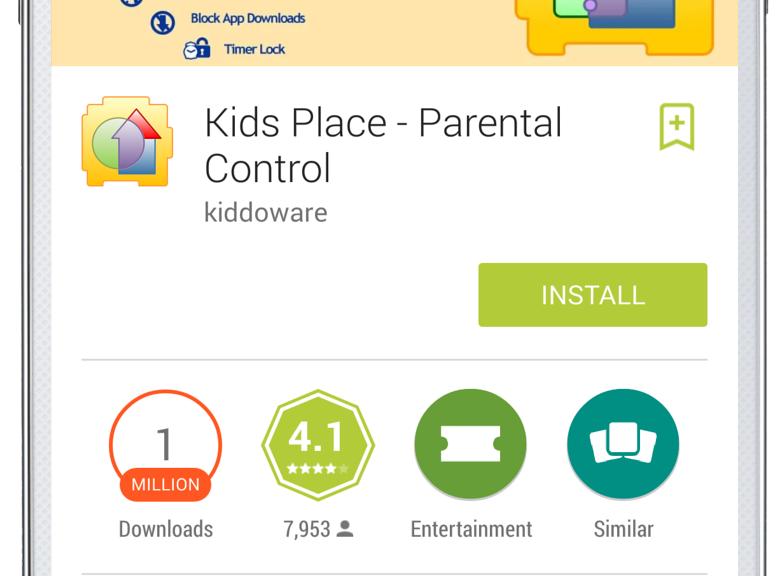 Block App Downloads
Timer Lock
Kids Place - Parental
Control
kiddoware
INSTALL
1
MILLION
4.1
Downloads
7,953
Entertainment
Similar